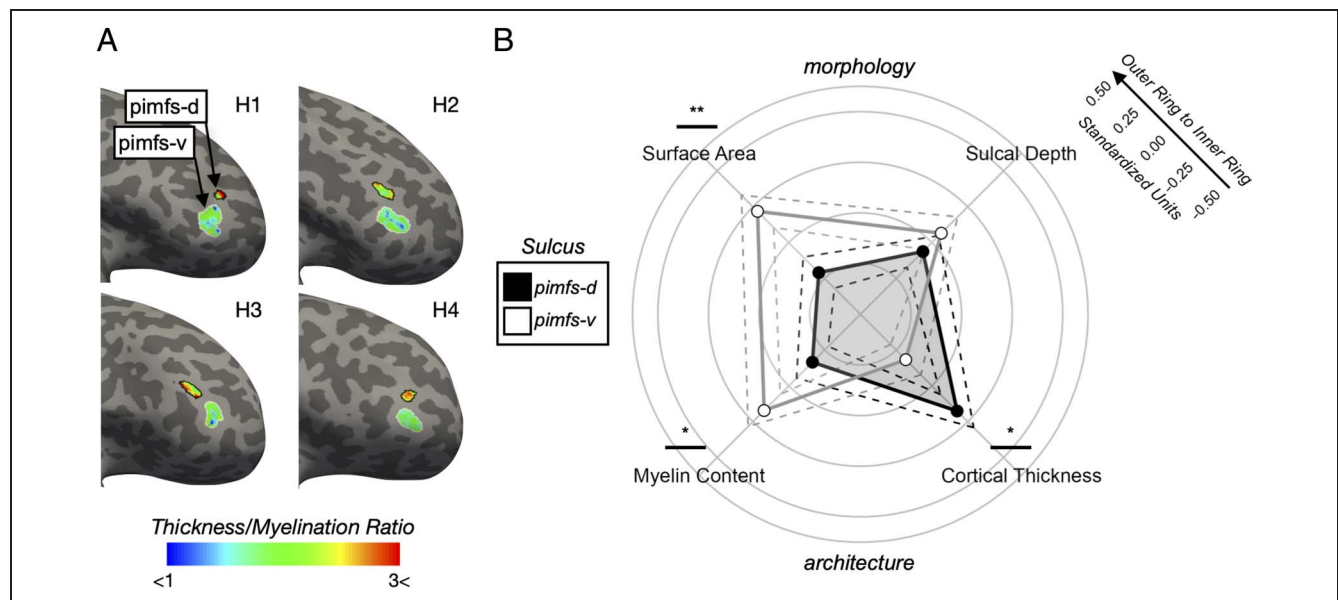 A
B
H1
pimfs-d
pimfs-v
H2
H3
H4
Thickness/Myelination Ratio
<1
3<
morphology
**
Surface Area
Sulcal Depth
Sulcus
pimfs-d
pimfs-v
*
Myelin Content
*
Cortical Thickness
architecture
Outer Ring to Inner Ring
0.50
0.25
0.00
-0.25
-0.50
Standardized Units